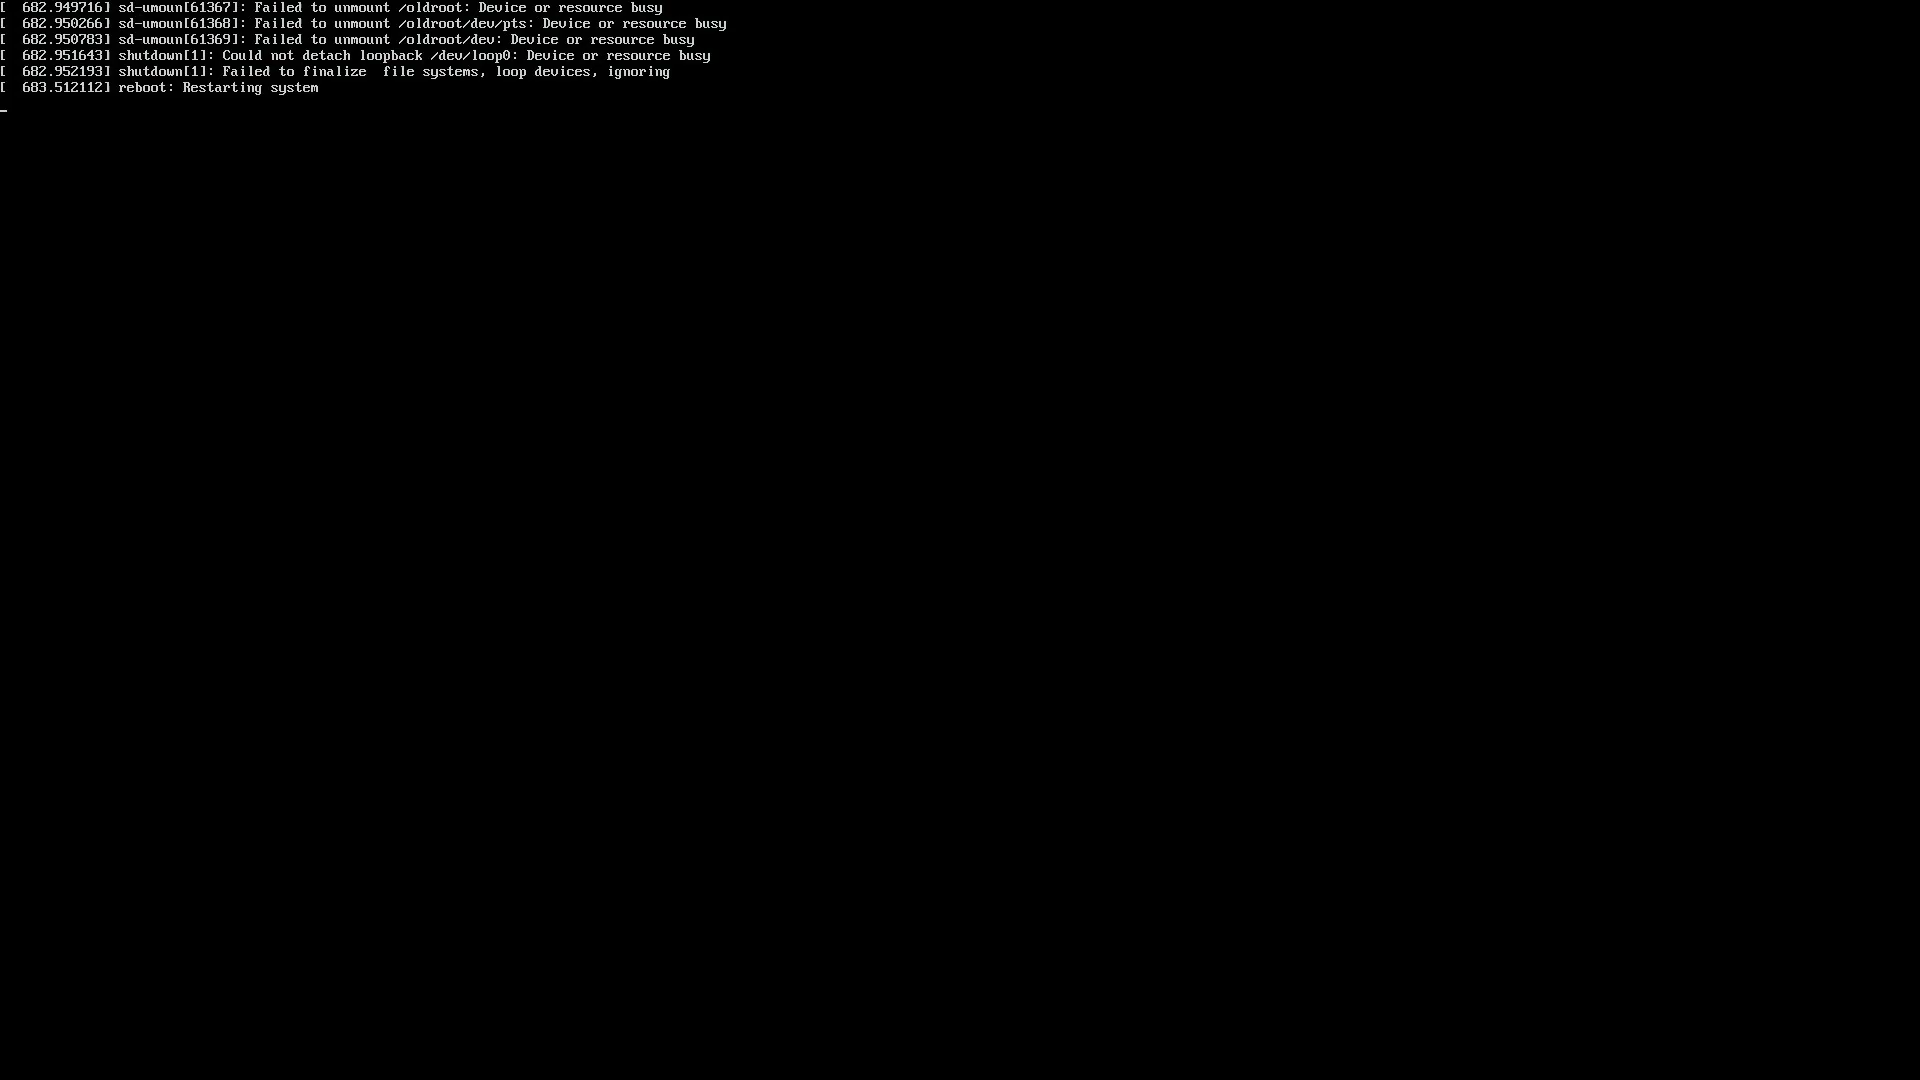 [  682.949716] sd-umoun[61367]: Failed to unmount /oldroot: Device or resource busy
[  682.950266] sd-umoun[61368]: Failed to unmount /oldroot/dev/pts: Device or resource busy
[  682.950783] sd-umoun[61369]: Failed to unmount /oldroot/dev: Device or resource busy
[  682.951643] shutdown[1]: Could not detach loopback /dev/loop0: Device or resource busy
[  682.952193] shutdown[1]: Failed to finalize  file systems, loop devices, ignoring
[  683.512112] reboot: Restarting system
_